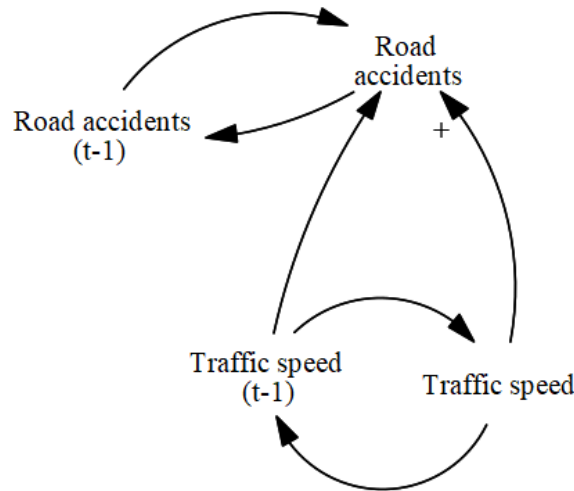 Road
accidents
Road accidents
(t-1)
+
Traffic speed
(t-1)
Traffic speed